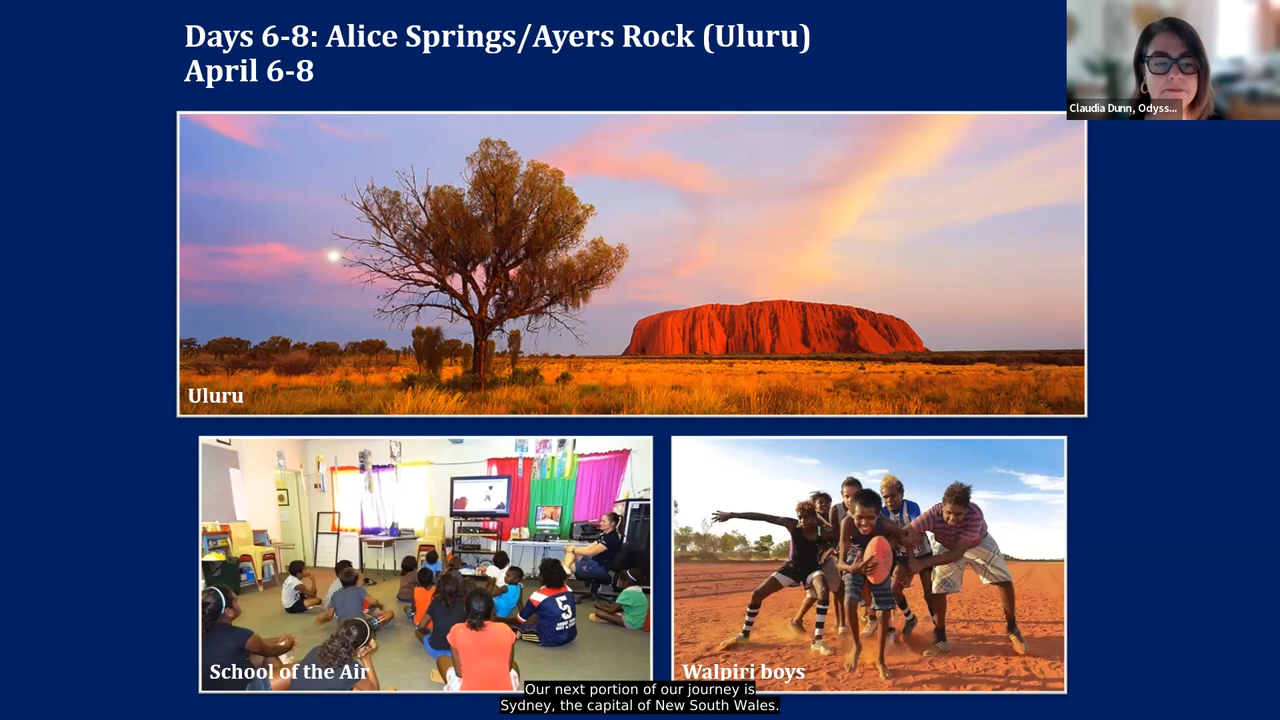 Days 6-8: Alice Springs/Ayers Rock (Uluru)
April 6-8
Claudia Dunn, Odyss...
Uluru
5
School of the Air
Walpiri boys
Our next portion of our journey is
Sydney, the capital of New South Wales.